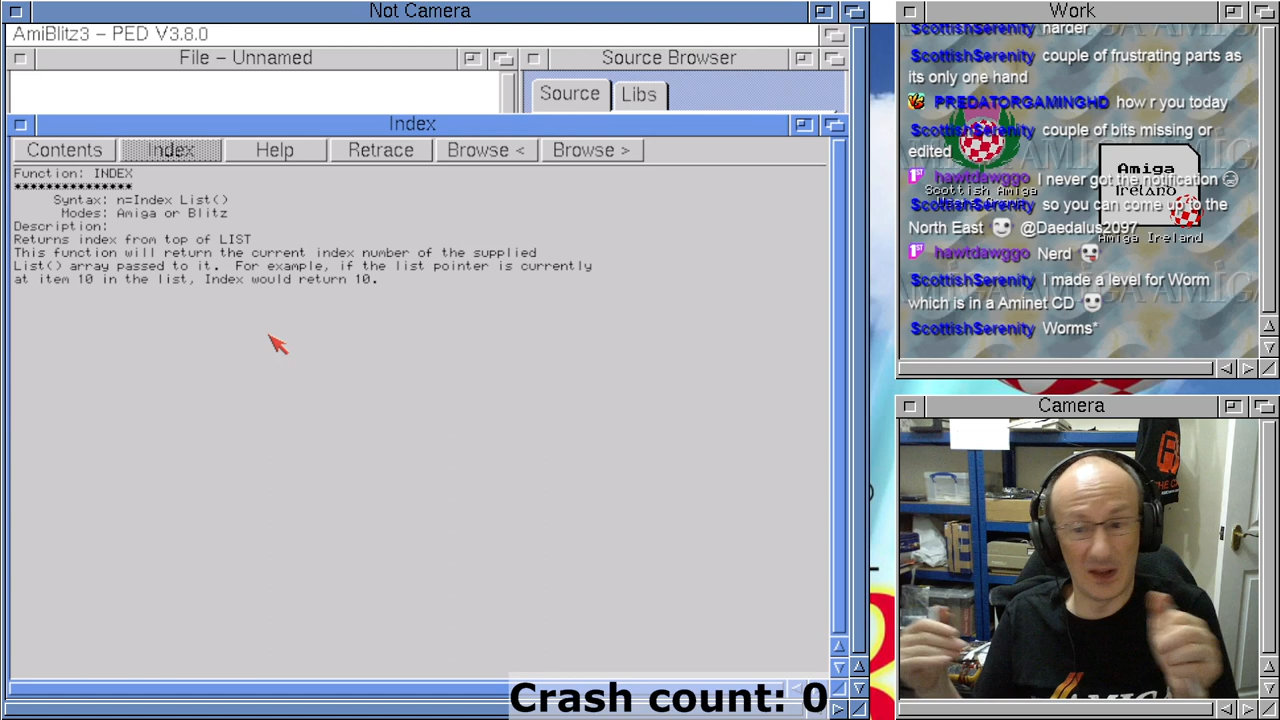 Not Camera
AmiBlitz3 – PED V3.8.0
File – Unnamed
Source Browser
Source Libs
Index
Contents Index Help Retrace Browse < Browse >
Function: INDEX
***************
Syntax: n=Index List()
Modes: Amiga or Blitz
Description:
Returns index from top of LIST
This function will return the current index number of the supplied
List() array passed to it. For example, if the list pointer is currently
at item 10 in the list, Index would return 10.
Crash count: 0
Work
ScottishSerenity harder
ScottishSerenity couple of frustrating parts as
its only one hand
PREDATORGAMINGHD how r you today
ScottishSerenity couple of bits missing or
edited
hawtdawggo I never got the notification
ScottishSerenity so you can come up to the
North East @Daedalus2097
hawtdawggo Nerd
ScottishSerenity I made a level for Worm
which is in a Aminet CD
ScottishSerenity Worms*
Scottish Amiga
Amiga
Ireland
Amiga Ireland
Camera